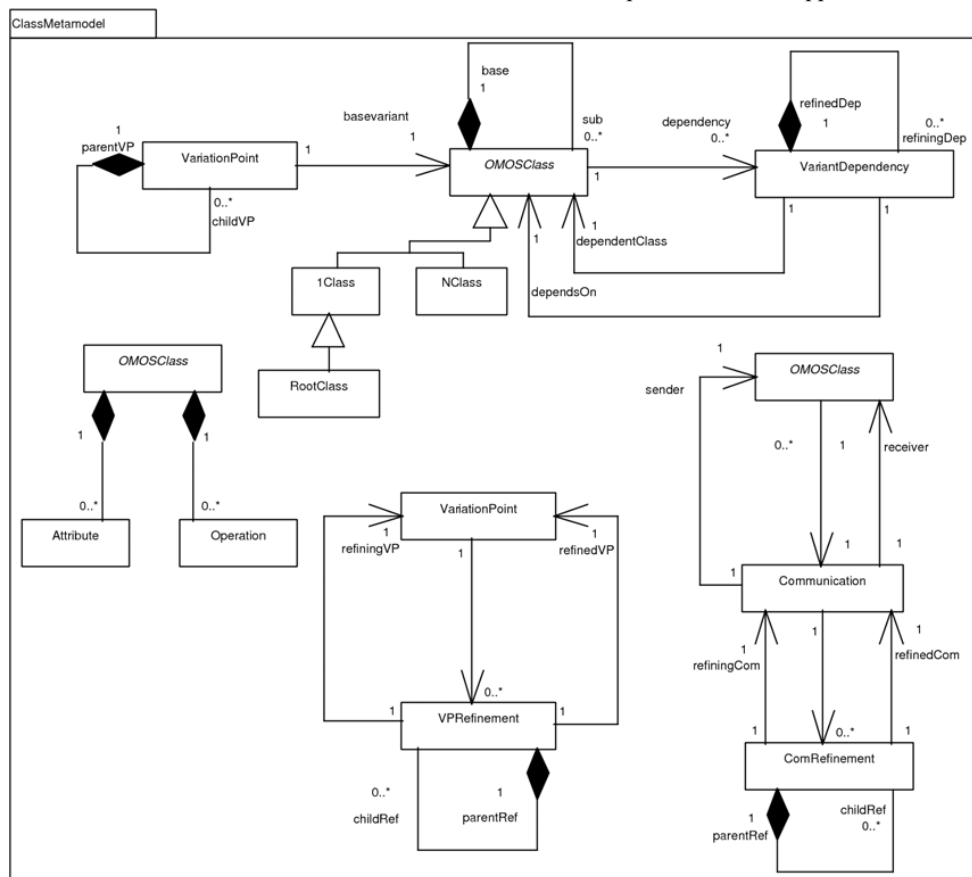 ClassMetamodel
base
1
refinedDep
1
0..*
refiningDep
1
parentVP
basevariant
1
1
sub
0..*
dependency
0..*
VariationPoint
OMOSClass
VariantDependency
1
0..*
childVP
1
1
1
dependentClass
1
dependsOn
1Class
NClass
RootClass
OMOSClass
1
1
0..*
0..*
Attribute
Operation
1
OMOSClass
sender
0..*
1
receiver
VariationPoint
1
refiningVP
1
1
refinedVP
1
1
1
Communication
1
refiningCom
1
1
refinedCom
0..*
1
VPRefinement
1
1
0..*
1
ComRefinement
0..*
childRef
1
parentRef
1
parentRef
childRef
0..*